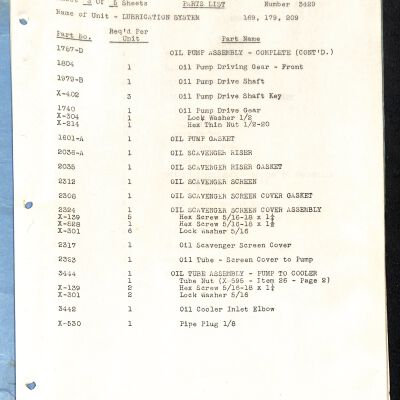 Sheet 3 of 6 Sheets PARTS LIST Number 3429
Name of Unit - LUBRICATION SYSTEM 169, 179, 209
Part No. Req'd Per Unit Part Name
1767-D OIL PUMP ASSEMBLY - COMPLETE (CONT'D.)
1804 1 Oil Pump Driving Gear - Front
1979-B 1 Oil Pump Drive Shaft
X-402 3 Oil Pump Drive Shaft Key
1740 1 Oil Pump Drive Gear
X-304 1 Lock Washer 1/2
X-214 1 Hex Thin Nut 1/2-20
1601-A 1 OIL PUMP GASKET
2036-A 1 OIL SCAVENGER RISER
2035 1 OIL SCAVENGER RISER GASKET
2312 1 OIL SCAVENGER SCREEN
2308 1 OIL SCAVENGER SCREEN COVER GASKET
2324 1 OIL SCAVENGER SCREEN COVER ASSEMBLY
X-139 5 Hex Screw 5/16-18 x 1¼
X-628 1 Hex Screw 5/16-18 x
X-301 6 Lock Washer 5/16
2317 1 Oil Scavenger Screen Cover
2323 1 Oil Tube - Screen Cover to Pump
3444 1 OIL TUBE ASSEMBLY - PUMP TO COOLER
1 Tube Nut (X-595 - Item 26 - Page 2)
X-139 2 Hex Screw 5/16-18 x 1¼
X-301 2 Lock Washer 5/16
3442 1 Oil Cooler Inlet Elbow
X-530 1 Pipe Plug 1/8